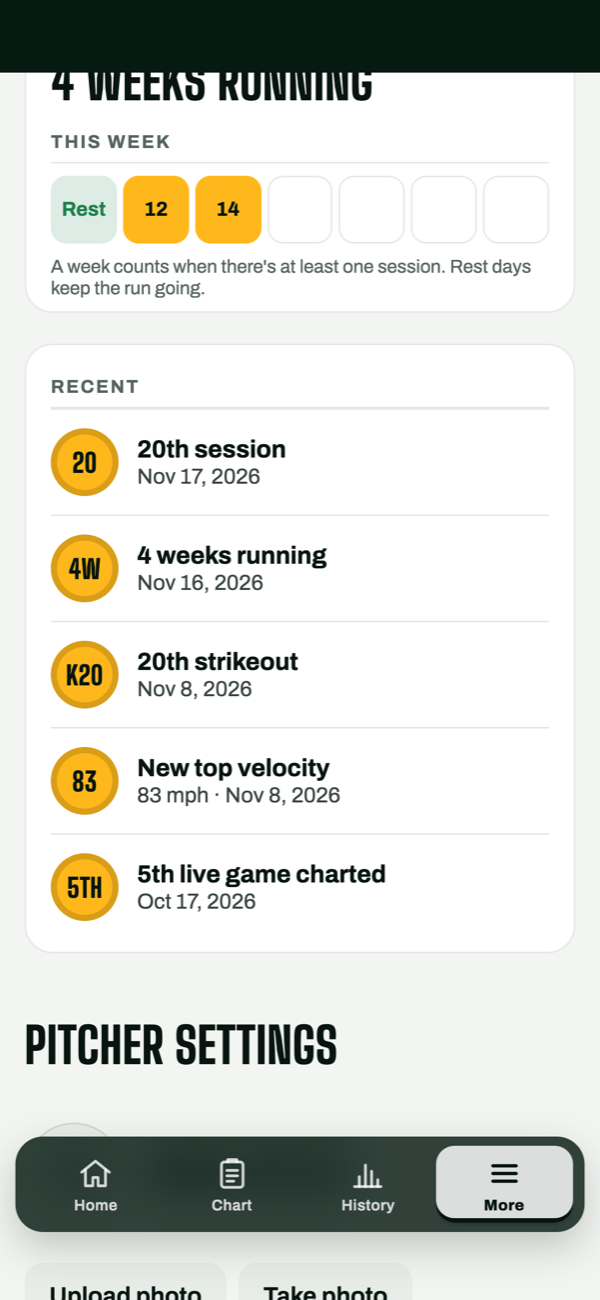 4 WEEKS RUNNING
THIS WEEK
Rest
12
14
A week counts when there's at least one session. Rest days
keep the run going.
RECENT
20
20th session
Nov 17, 2026
4W
4 weeks running
Nov 16, 2026
K20
20th strikeout
Nov 8, 2026
83
New top velocity
83 mph · Nov 8, 2026
5TH
5th live game charted
Oct 17, 2026
PITCHER SETTINGS
Home
Chart
History
More
Upload photo
Take photo